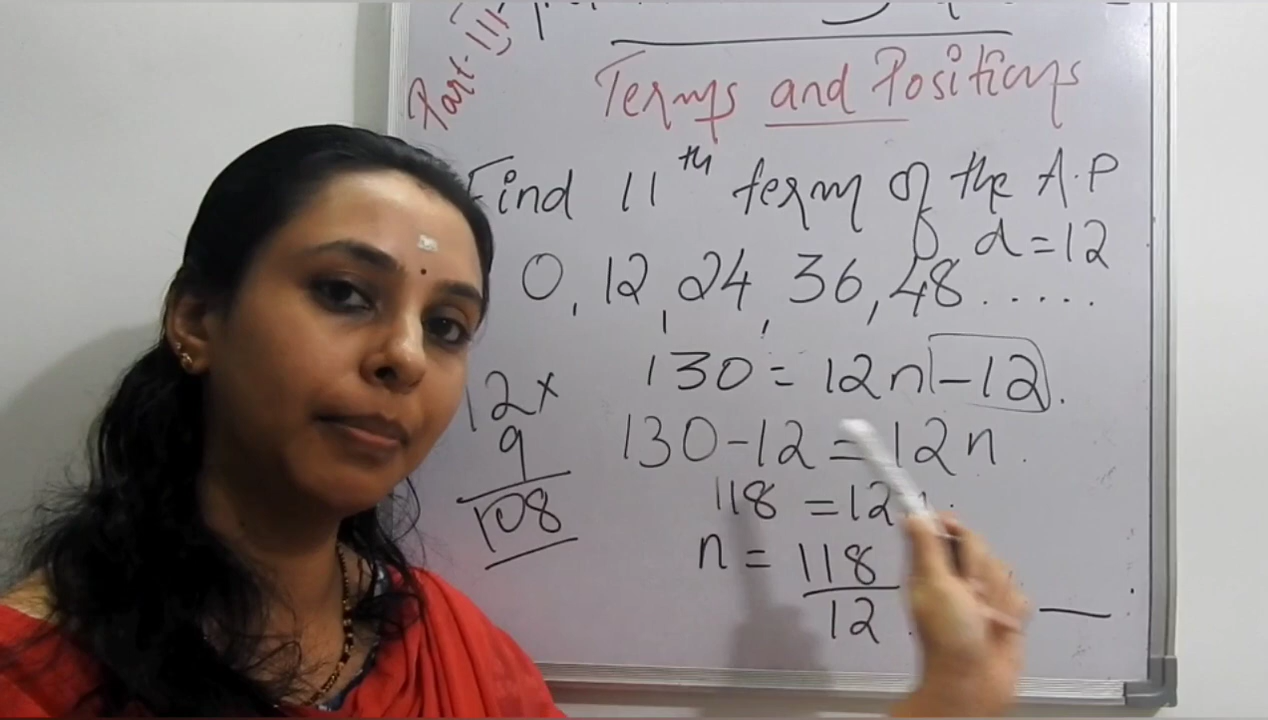 Part-III
Terms and Positions
Find 11th term of the A.P
d=12
0, 12, 24, 36, 48......
130 = 12n -12.
130-12 = 12n.
118 = 12
n = 118
12
12x
9
108